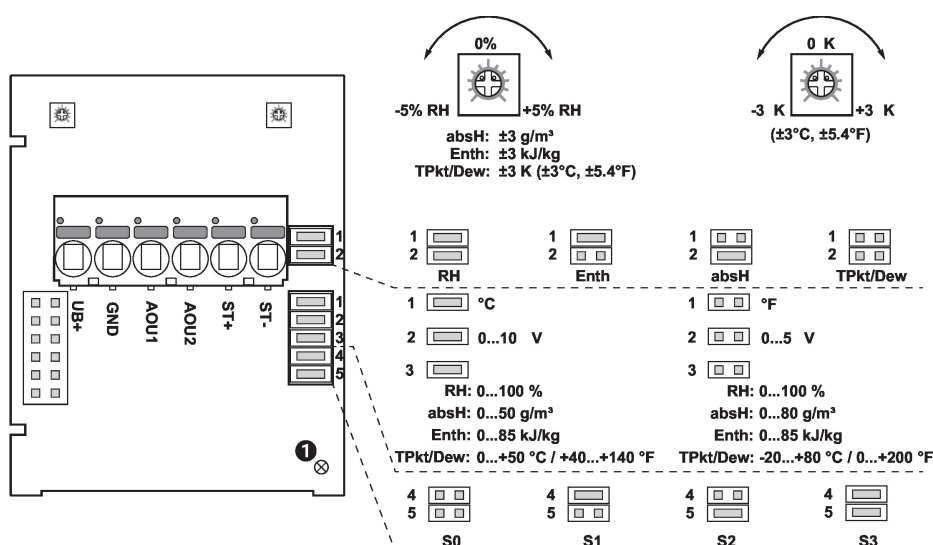 0%
-5% RH +5% RH
absH: ±3 g/m³
Enth: ±3 kJ/kg
TPkt/Dew: ±3 K (±3°C, ±5.4°F)
0 K
-3 K +3 K
(±3°C, ±5.4°F)
1
2
UB+
GND
AOU1
AOU2
ST+
ST-
1
2
3
4
5
1
1 1 1 1
2 2 2 2
RH Enth absH TPkt/Dew
1 °C 1 °F
2 0...10 V 2 0...5 V
3 3
RH: 0...100 % RH: 0...100 %
absH: 0...50 g/m³ absH: 0...80 g/m³
Enth: 0...85 kJ/kg Enth: 0...85 kJ/kg
TPkt/Dew: 0...+50 °C / +40...+140 °F TPkt/Dew: -20...+80 °C / 0...+200 °F
4 4 4 4
5 5 5 5
S0 S1 S2 S3